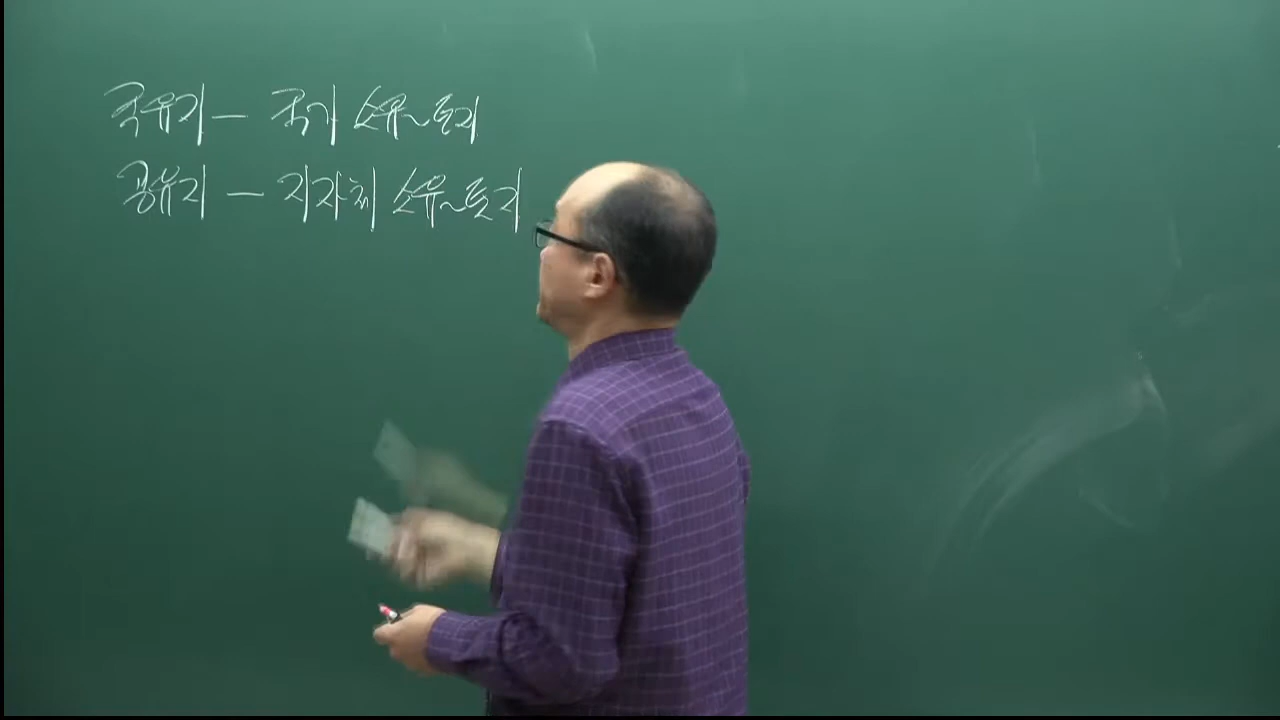 국유지 — 국가 소유~토지
공유지 — 지자체 소유~토지